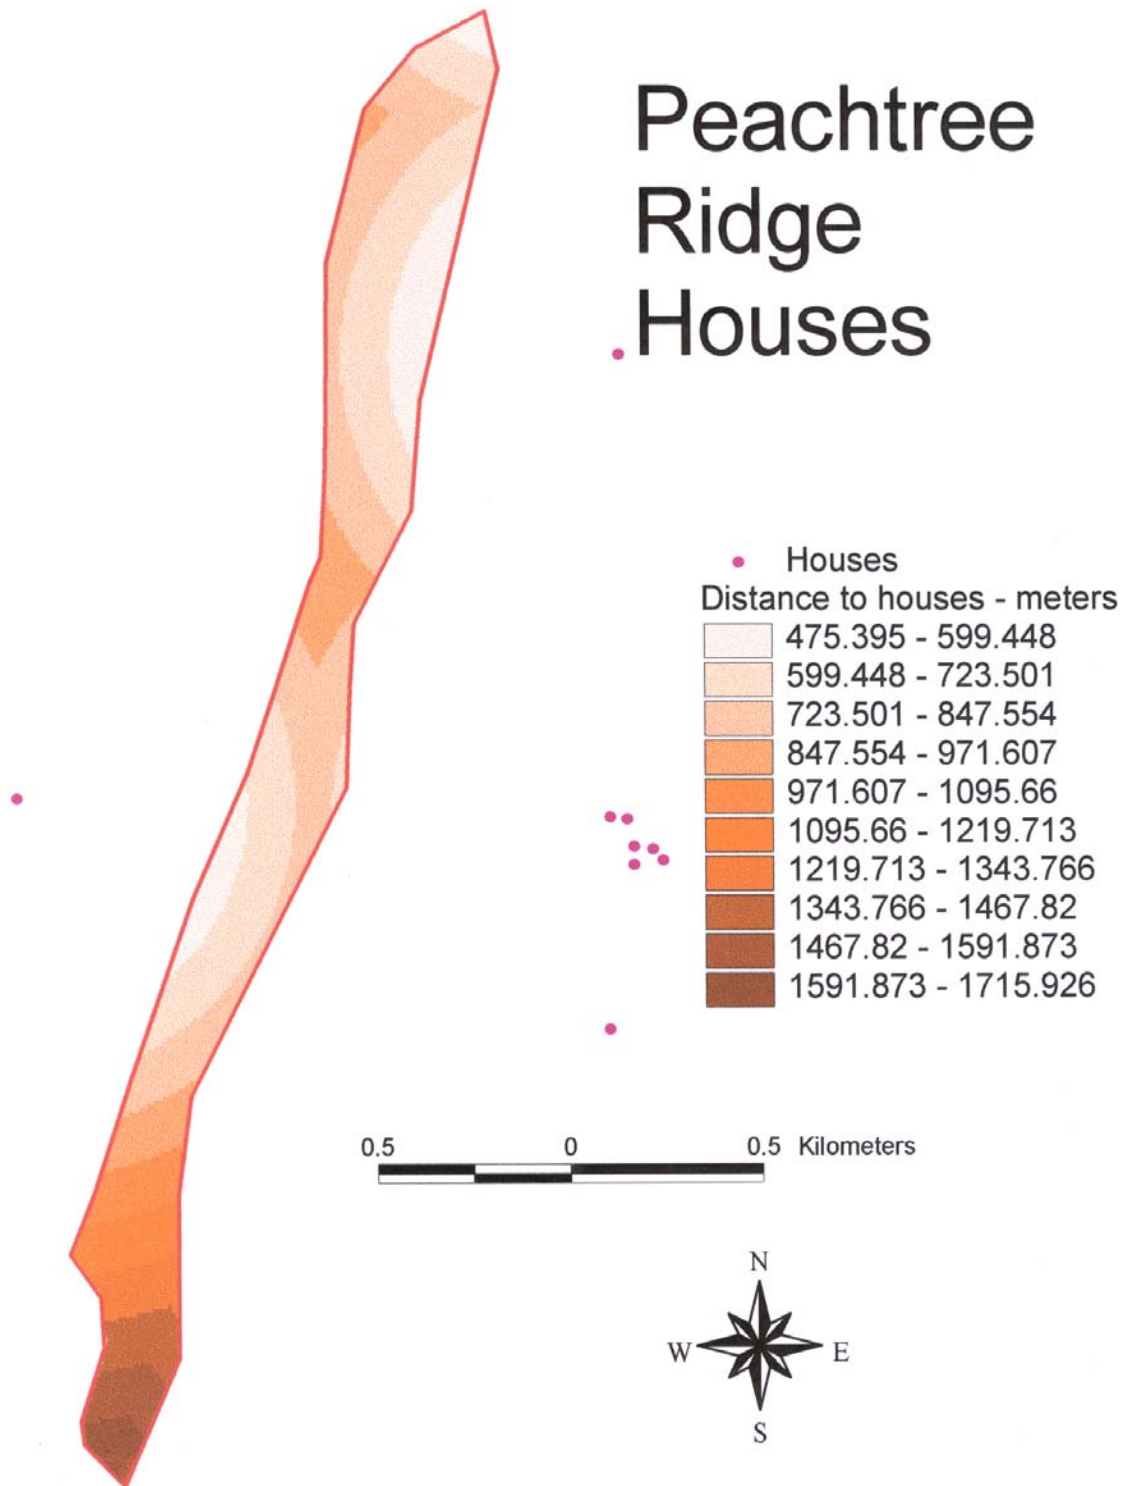 Peachtree
Ridge
Houses
Houses
Distance to houses - meters
475.395 - 599.448
599.448 - 723.501
723.501 - 847.554
847.554 - 971.607
971.607 - 1095.66
1095.66 - 1219.713
1219.713 - 1343.766
1343.766 - 1467.82
1467.82 - 1591.873
1591.873 - 1715.926
0.5 0 0.5 Kilometers
N
W E
S